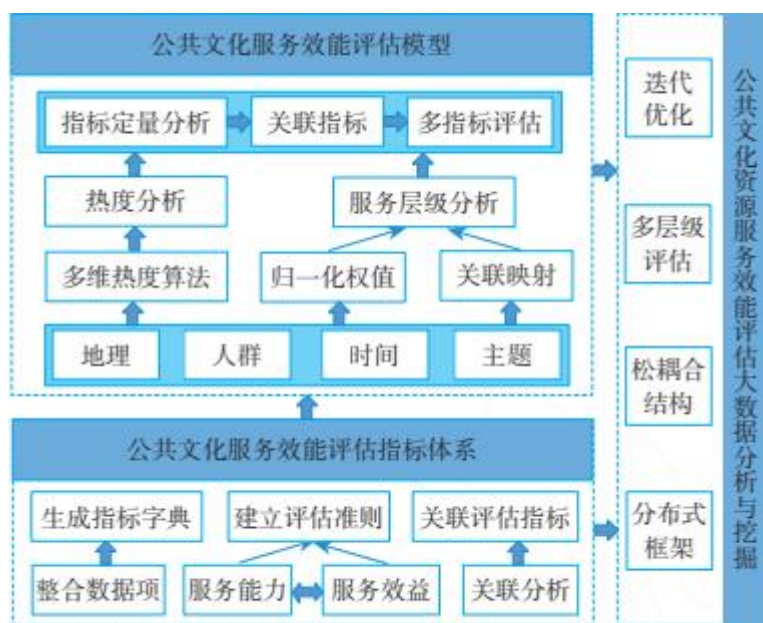 公共文化服务效能评估模型
指标定量分析
关联指标
多指标评估
热度分析
服务层级分析
多维热度算法
归一化权值
关联映射
地理
人群
时间
主题
公共文化服务效能评估指标体系
生成指标字典
建立评估准则
关联评估指标
整合数据项
服务能力
服务效益
关联分析
迭代
优化
多层级
评估
松耦合
结构
分布式
框架
公共文化资源服务效能评估大数据分析与挖掘